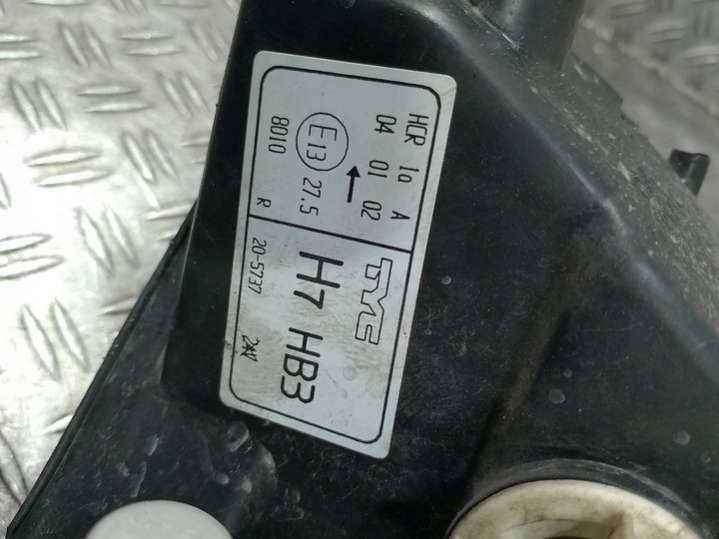 HCR 1a A
04 01 02
E13 27.5
8010 R
TYC
H7 HB3
20-5737